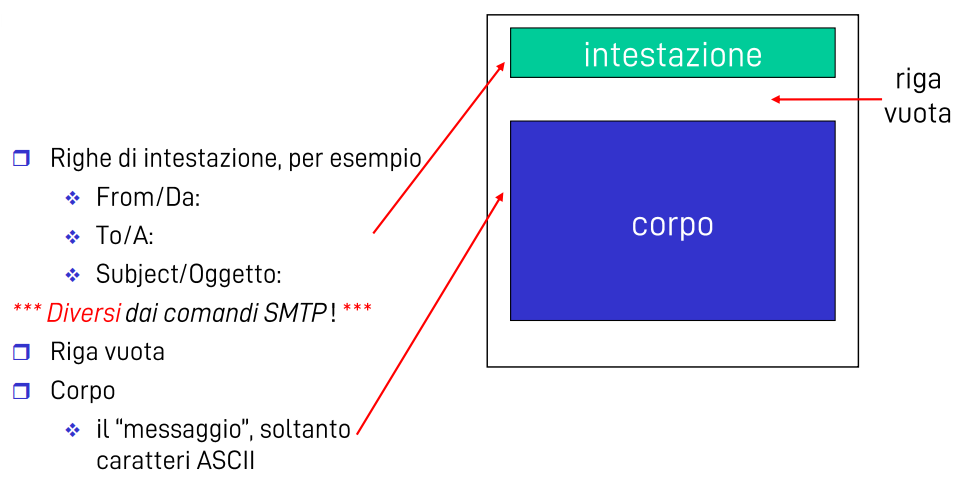 intestazione
riga
vuota
Righe di intestazione, per esempio
From/Da:
To/A:
corpo
Subject/Oggetto:
*** Diversi dai comandi SMTP! ***
Riga vuota
Corpo
il “messaggio”, soltanto
caratteri ASCII